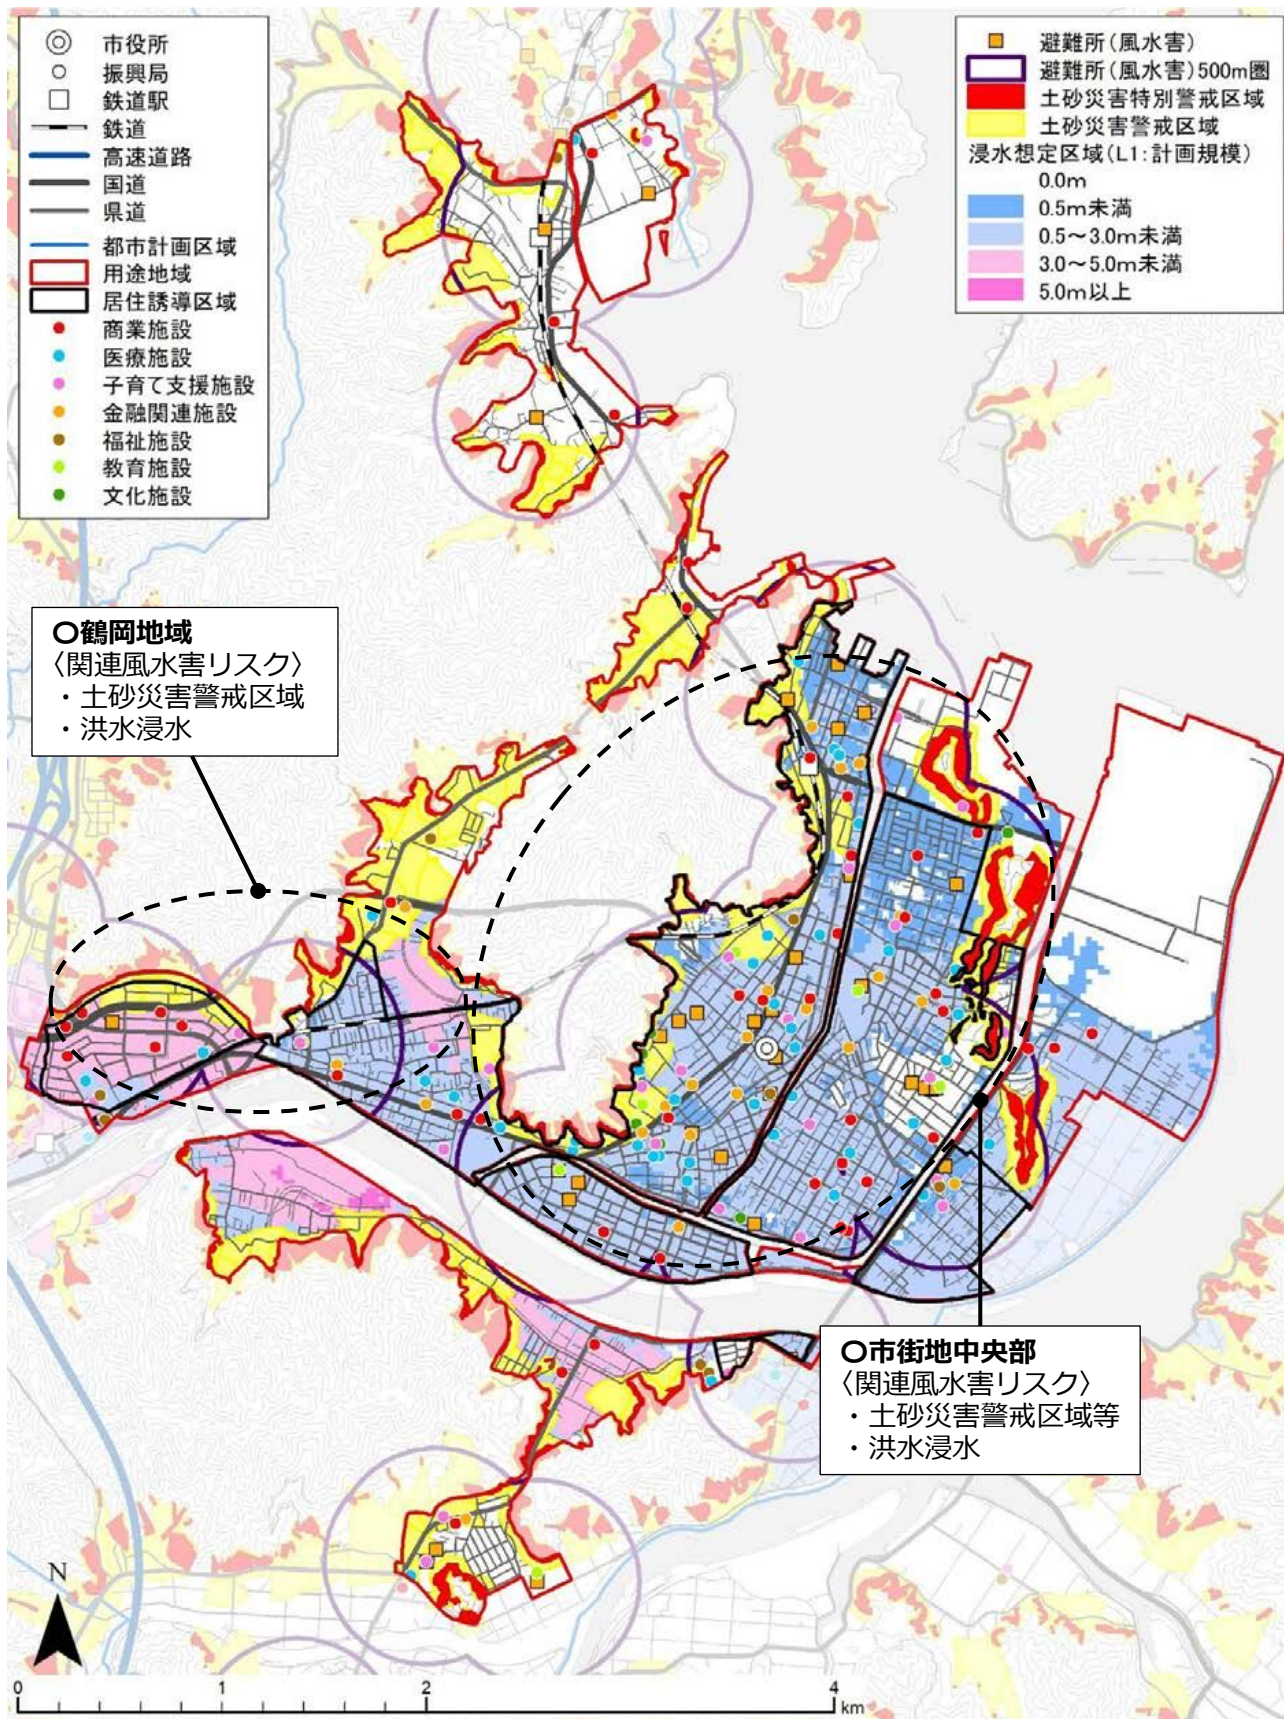 市役所
振興局
鉄道駅
鉄道
高速道路
国道
県道
都市計画区域
用途地域
居住誘導区域
商業施設
医療施設
子育て支援施設
金融関連施設
福祉施設
教育施設
文化施設
避難所(風水害)
避難所(風水害)500m圏
土砂災害特別警戒区域
土砂災害警戒区域
浸水想定区域(L1:計画規模)
0.0m
0.5m未満
0.5～3.0m未満
3.0～5.0m未満
5.0m以上
〇鶴岡地域
〈関連風水害リスク〉
・土砂災害警戒区域
・洪水浸水
〇市街地中央部
〈関連風水害リスク〉
・土砂災害警戒区域等
・洪水浸水
N
0 1 2 4
km